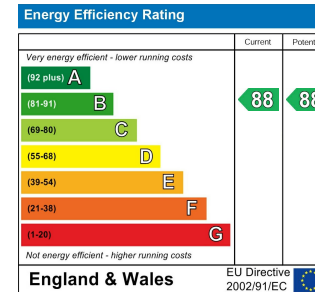 Energy Efficiency Rating
Current
Very energy efficient - lower running costs
(92 plus) A
(81-91) B
88 88
(69-80) C
(55-68) D
(39-54) E
(21-38) F
(1-20) G
Not energy efficient - higher running costs
England & Wales
EU Directive
2002/91/EC